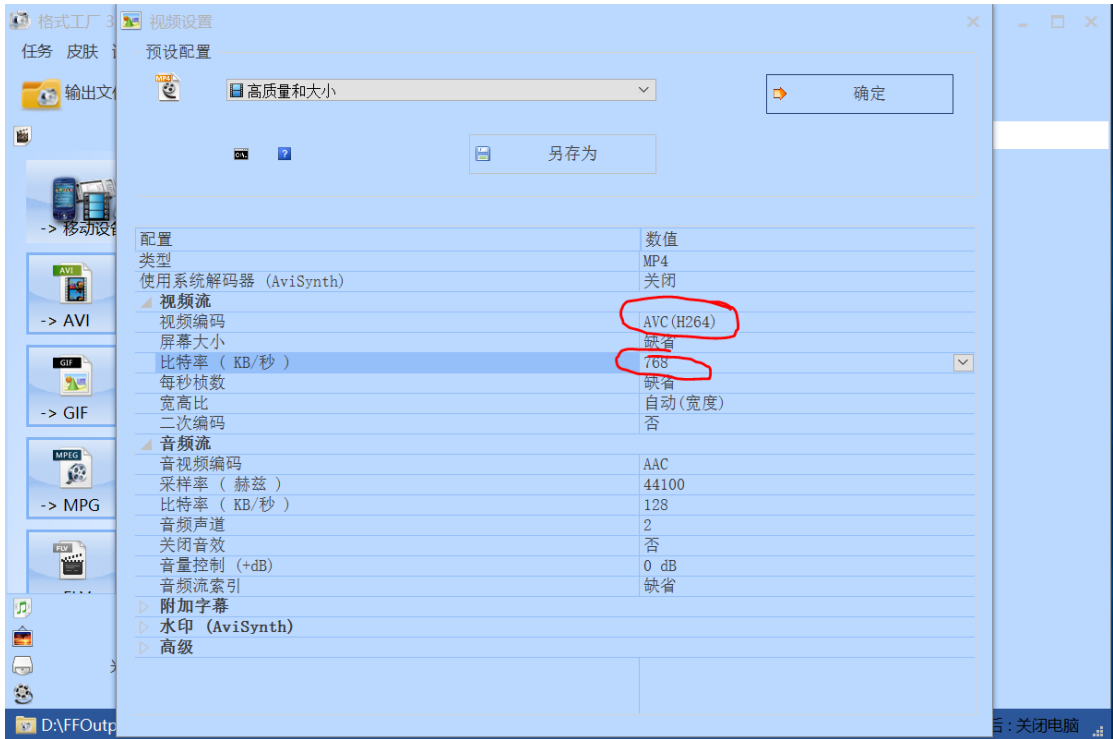 格式工厂 3
视频设置
任务 皮肤
预设配置
输出文件
MP4
高质量和大小
确定
C:\.
?
另存为
-> 移动设备
配置 数值
类型 MP4
使用系统解码器 (AviSynth) 关闭
视频流
视频编码 AVC(H264)
屏幕大小 缺省
比特率 ( KB/秒 ) 768
每秒桢数 缺省
宽高比 自动(宽度)
二次编码 否
音频流
音视频编码 AAC
采样率 ( 赫兹 ) 44100
比特率 ( KB/秒 ) 128
音频声道 2
关闭音效 否
音量控制 (+dB) 0 dB
音频流索引 缺省
附加字幕
水印 (AviSynth)
高级
AVI
-> AVI
GIF
-> GIF
MPEG
-> MPG
FLV
D:\FFOutp
后:关闭电脑